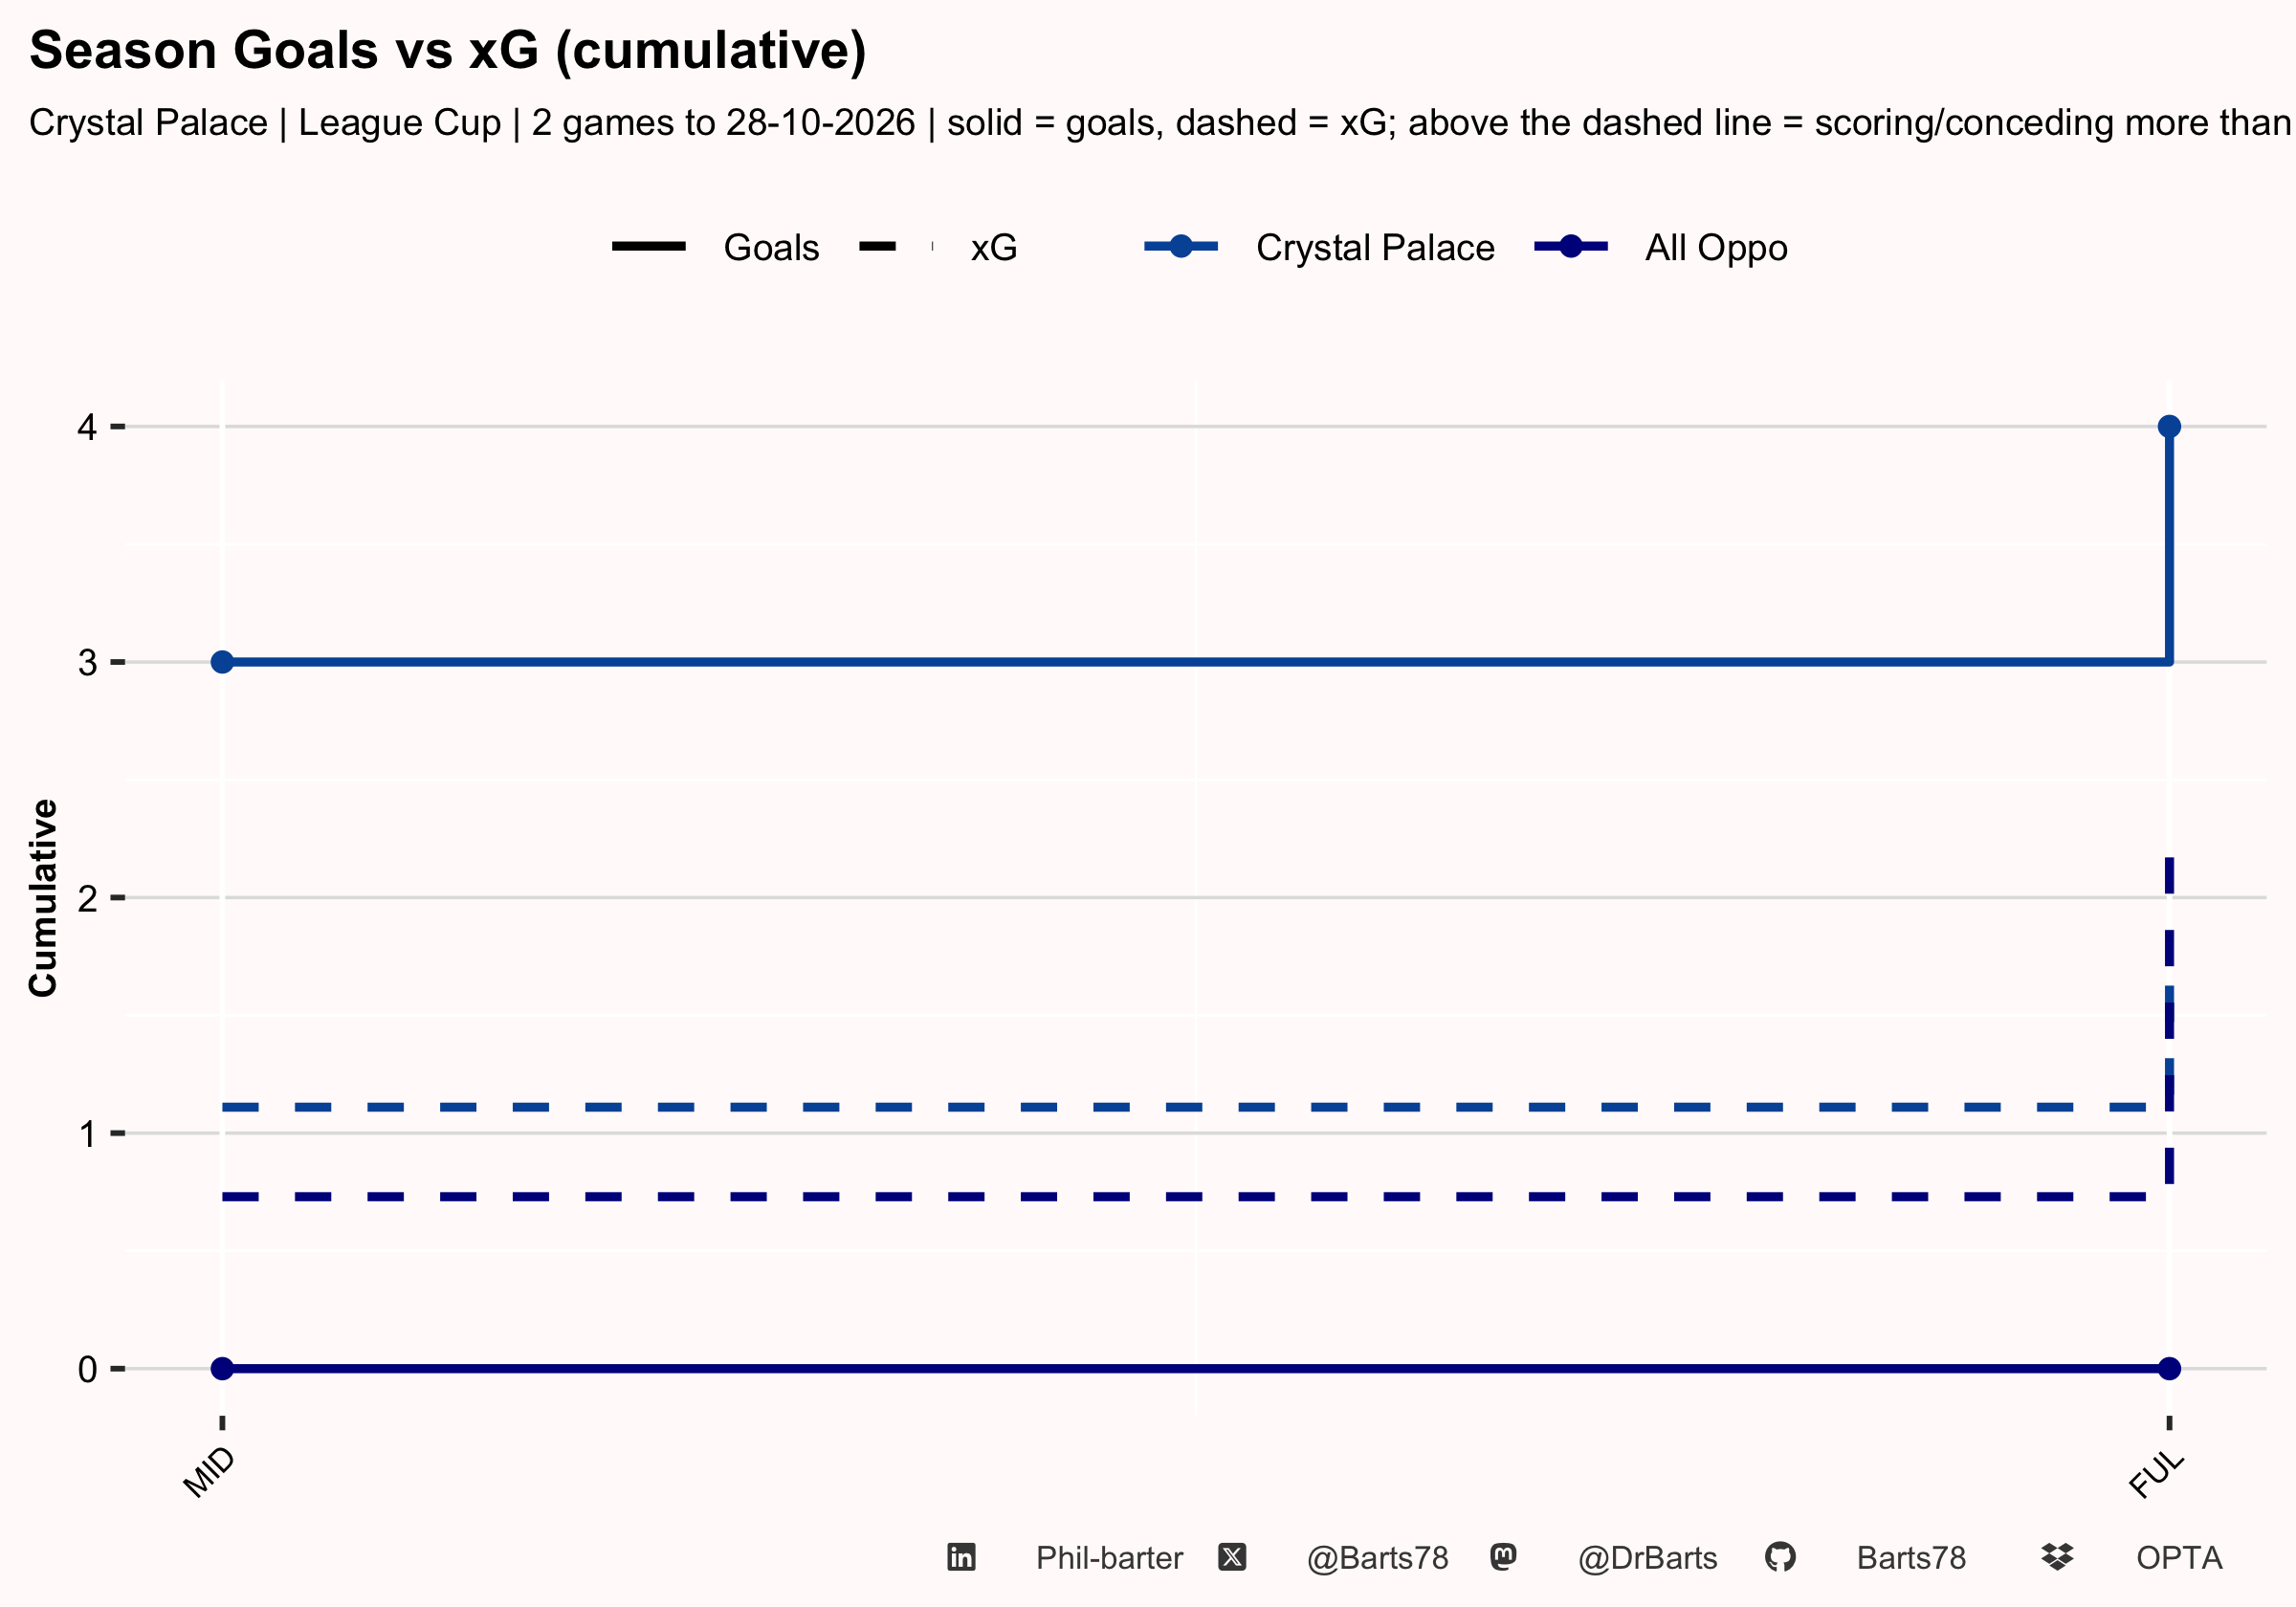 Season Goals vs xG (cumulative)
Crystal Palace | League Cup | 2 games to 28-10-2026 | solid = goals, dashed = xG; above the dashed line = scoring/conceding more than
Goals xG Crystal Palace All Oppo
Cumulative
4
3
2
1
0
MID
FUL
Phil-barter @Barts78 @DrBarts Barts78 OPTA